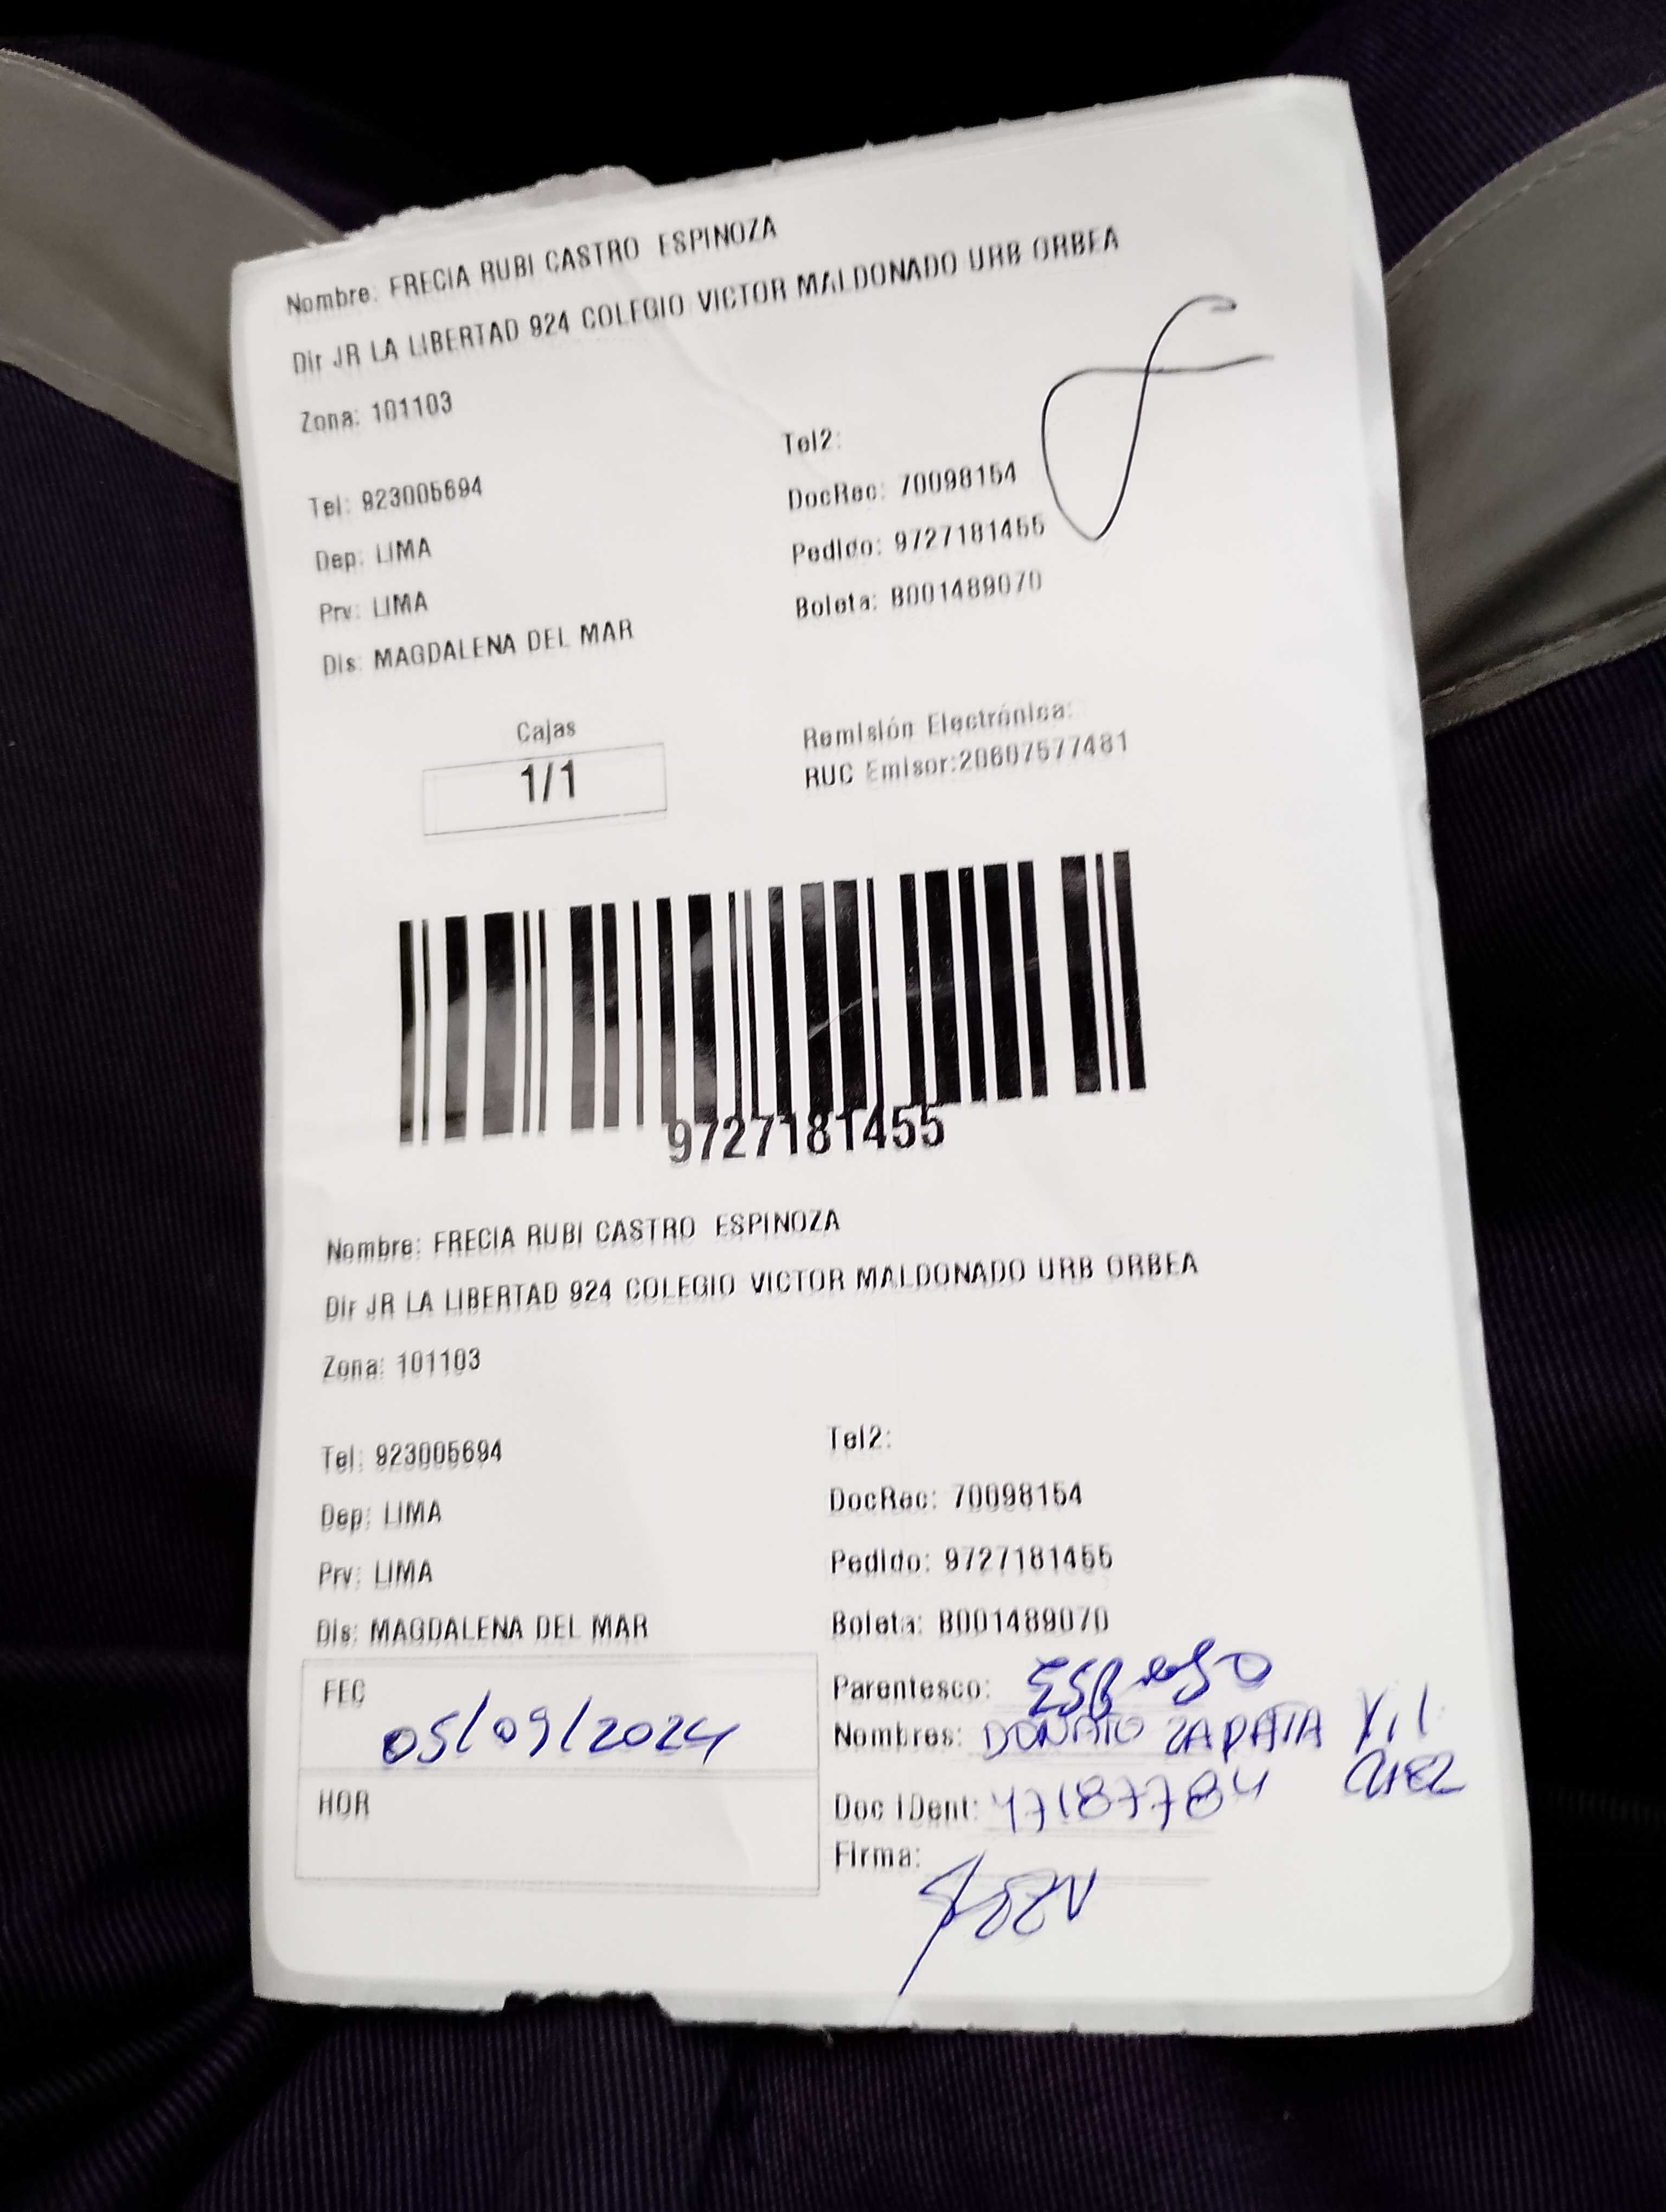 Nombre: FRECIA RUBI CASTRO ESPINOZA
Dir JR LA LIBERTAD 924 COLEGIO VICTOR MALDONADO URB ORBEA
Zona: 101103
Tel2:
Tel: 923005694
DocRec: 70098154
Dep: LIMA
Pedido: 9727181455
Prv: LIMA
Boleta: B001489070
Dis: MAGDALENA DEL MAR
Cajas
1/1
Remisión Electrónica:
RUC Emisor:20607577481
9727181455
Nombre: FRECIA RUBI CASTRO ESPINOZA
Dir JR LA LIBERTAD 924 COLEGIO VICTOR MALDONADO URB ORBEA
Zona: 101103
Tel2:
Tel: 923005694
DocRec: 70098154
Dep: LIMA
Pedido: 9727181455
Prv: LIMA
Boleta: B001489070
Dis: MAGDALENA DEL MAR
FEC
05/09/2024
HOR
Parentesco:
Nombres: DONATO ZAPATA
Doc IDent: 47187784
Firma: